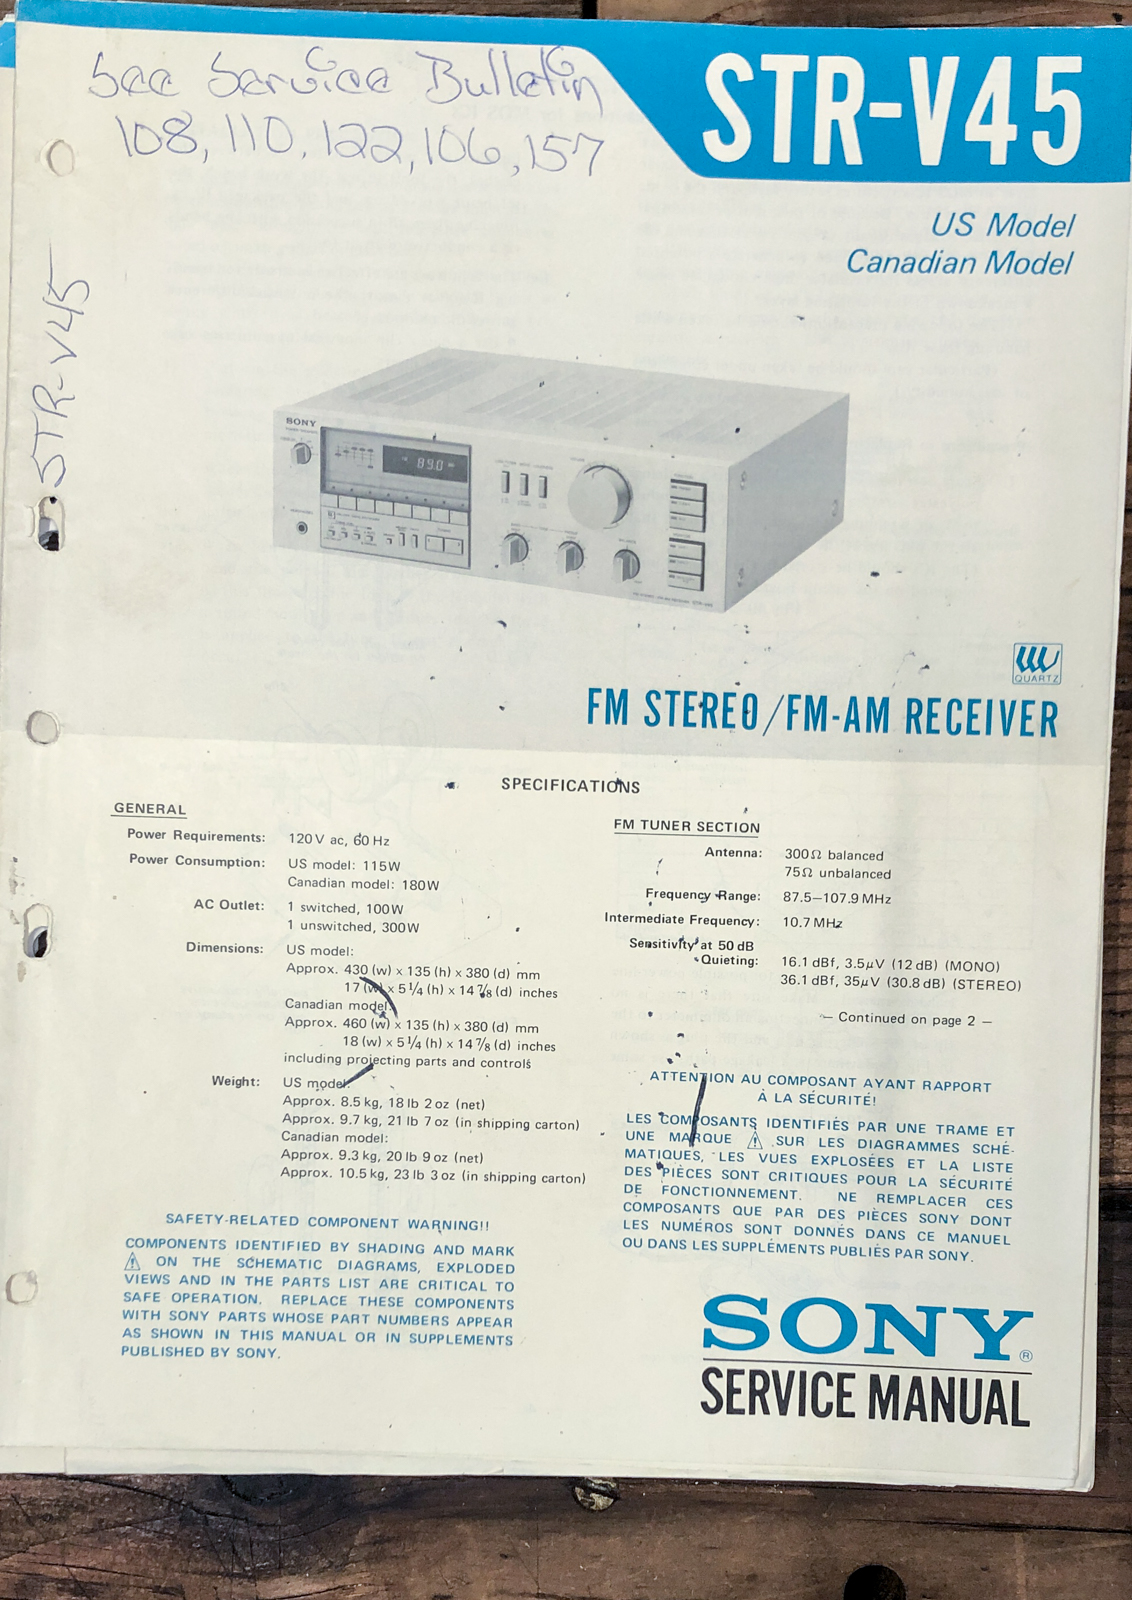 See Service Bulletin
108, 110, 122, 106, 157
STR-V45
STR-V45
US Model
Canadian Model
SONY
89.0
QUARTZ
FM STEREO/FM-AM RECEIVER
SPECIFICATIONS
GENERAL
Power Requirements: 120V ac, 60 Hz
Power Consumption: US model: 115W
Canadian model: 180W
AC Outlet: 1 switched, 100W
1 unswitched, 300W
Dimensions: US model:
Approx. 430 (w) x 135 (h) x 380 (d) mm
17 (w) x 5 1/4 (h) x 14 7/8 (d) inches
Canadian model:
Approx. 460 (w) x 135 (h) x 380 (d) mm
18 (w) x 5 1/4 (h) x 14 7/8 (d) inches
including projecting parts and controls
Weight: US model:
Approx. 8.5 kg, 18 lb 2 oz (net)
Approx. 9.7 kg, 21 lb 7 oz (in shipping carton)
Canadian model:
Approx. 9.3 kg, 20 lb 9 oz (net)
Approx. 10.5 kg, 23 lb 3 oz (in shipping carton)
SAFETY-RELATED COMPONENT WARNING!!
COMPONENTS IDENTIFIED BY SHADING AND MARK
⚠ ON THE SCHEMATIC DIAGRAMS, EXPLODED
VIEWS AND IN THE PARTS LIST ARE CRITICAL TO
SAFE OPERATION. REPLACE THESE COMPONENTS
WITH SONY PARTS WHOSE PART NUMBERS APPEAR
AS SHOWN IN THIS MANUAL OR IN SUPPLEMENTS
PUBLISHED BY SONY.
FM TUNER SECTION
Antenna: 300Ω balanced
75Ω unbalanced
Frequency Range: 87.5–107.9 MHz
Intermediate Frequency: 10.7 MHz
Sensitivity at 50 dB
Quieting: 16.1 dBf, 3.5μV (12 dB) (MONO)
36.1 dBf, 35μV (30.8 dB) (STEREO)
— Continued on page 2 —
ATTENTION AU COMPOSANT AYANT RAPPORT
À LA SÉCURITÉ!
LES COMPOSANTS IDENTIFIÉS PAR UNE TRAME ET
UNE MARQUE ⚠ SUR LES DIAGRAMMES SCHÉ-
MATIQUES, LES VUES EXPLOSÉES ET LA LISTE
DES PIÈCES SONT CRITIQUES POUR LA SÉCURITÉ
DE FONCTIONNEMENT. NE REMPLACER CES
COMPOSANTS QUE PAR DES PIÈCES SONY DONT
LES NUMÉROS SONT DONNÉS DANS CE MANUEL
OU DANS LES SUPPLÉMENTS PUBLIÉS PAR SONY.
SONY®
SERVICE MANUAL